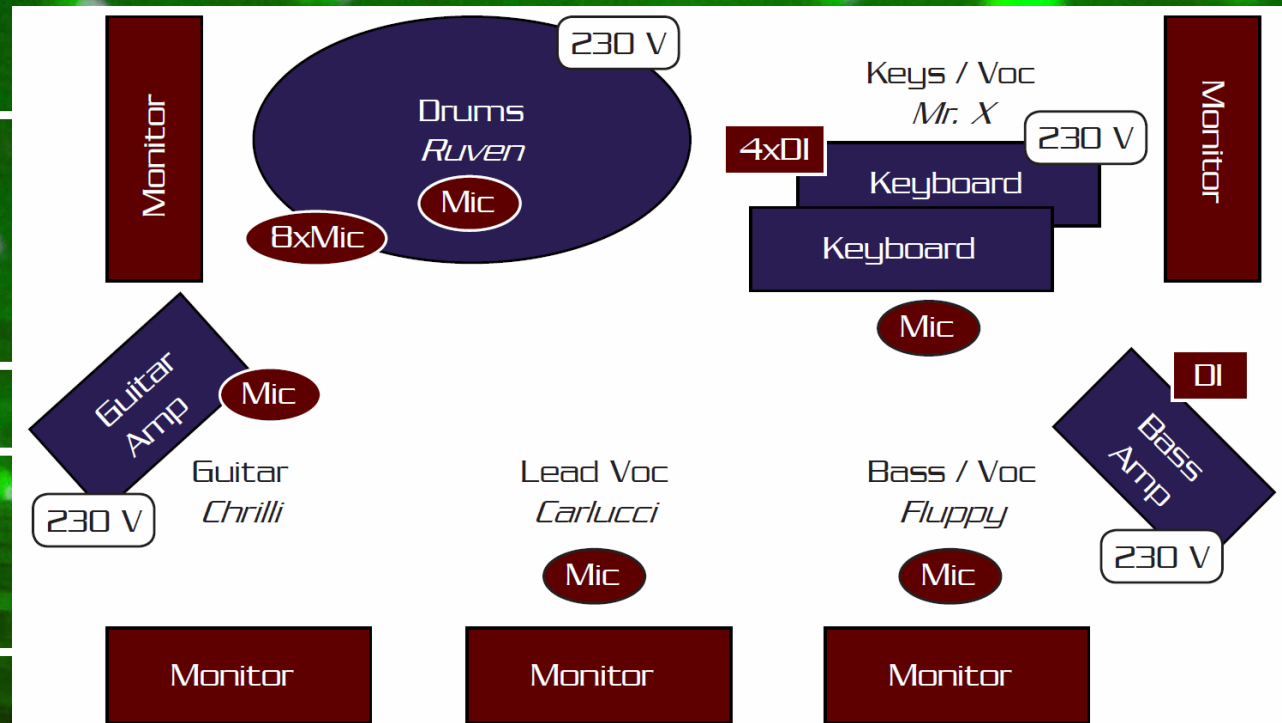 230 V
Monitor
Drums
Ruven
Mic
8xMic
Keys / Voc
Mr. X
230 V
4xDI
Keyboard
Keyboard
Mic
Monitor
Guitar
Amp
Mic
230 V
Guitar
Chrilli
Lead Voc
Carlucci
Mic
Bass / Voc
Fluppy
Mic
DI
Bass
Amp
230 V
Monitor
Monitor
Monitor